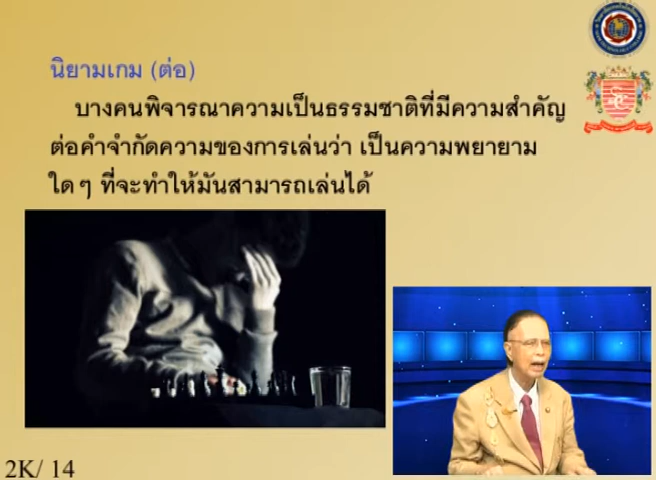 นิยามเกม (ต่อ)
บางคนพิจารณาความเป็นธรรมชาติที่มีความสำคัญ
ต่อคำจำกัดความของการเล่นว่า เป็นความพยายาม
ใด ๆ ที่จะทำให้มันสามารถเล่นได้
2K/ 14